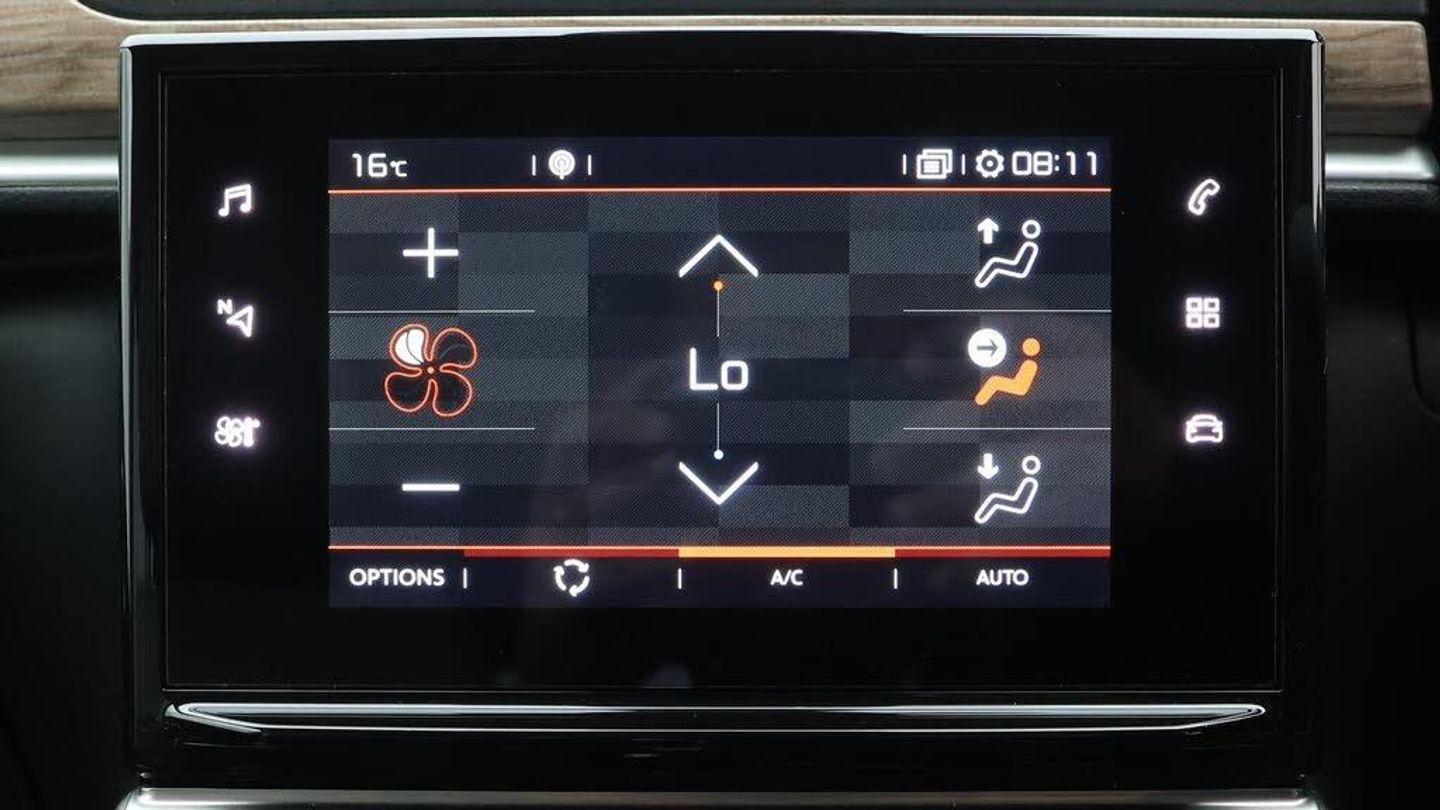 16°C 08:11
N
Lo
OPTIONS A/C AUTO